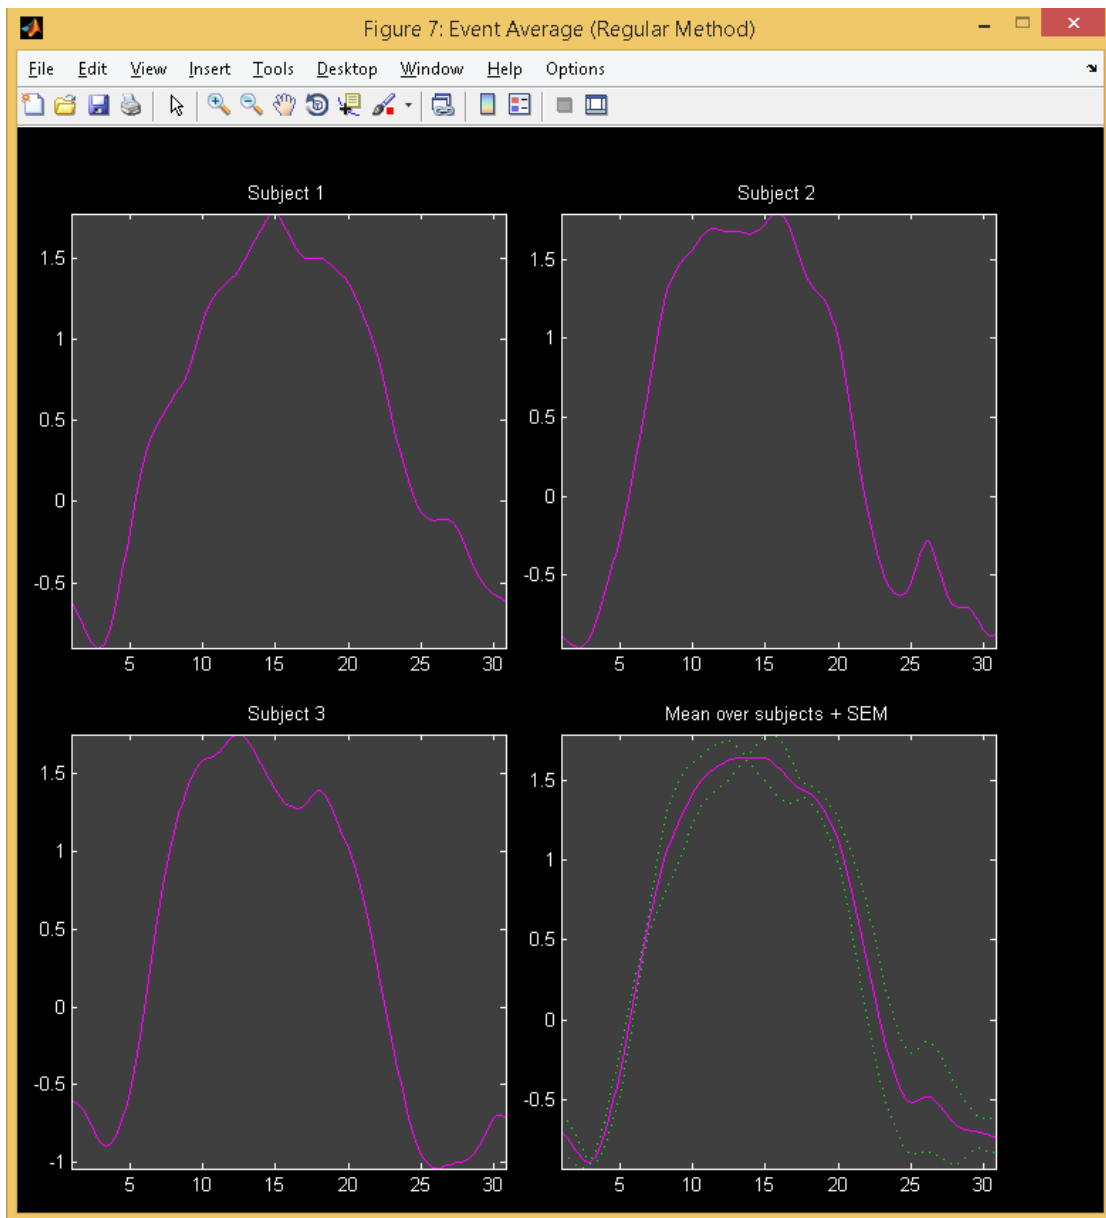 Figure 7: Event Average (Regular Method)
File Edit View Insert Tools Desktop Window Help Options
Subject 1
1.5
1
0.5
0
-0.5
5 10 15 20 25 30
Subject 2
1.5
1
0.5
0
-0.5
5 10 15 20 25 30
Subject 3
1.5
1
0.5
0
-0.5
-1
5 10 15 20 25 30
Mean over subjects + SEM
1.5
1
0.5
0
-0.5
5 10 15 20 25 30